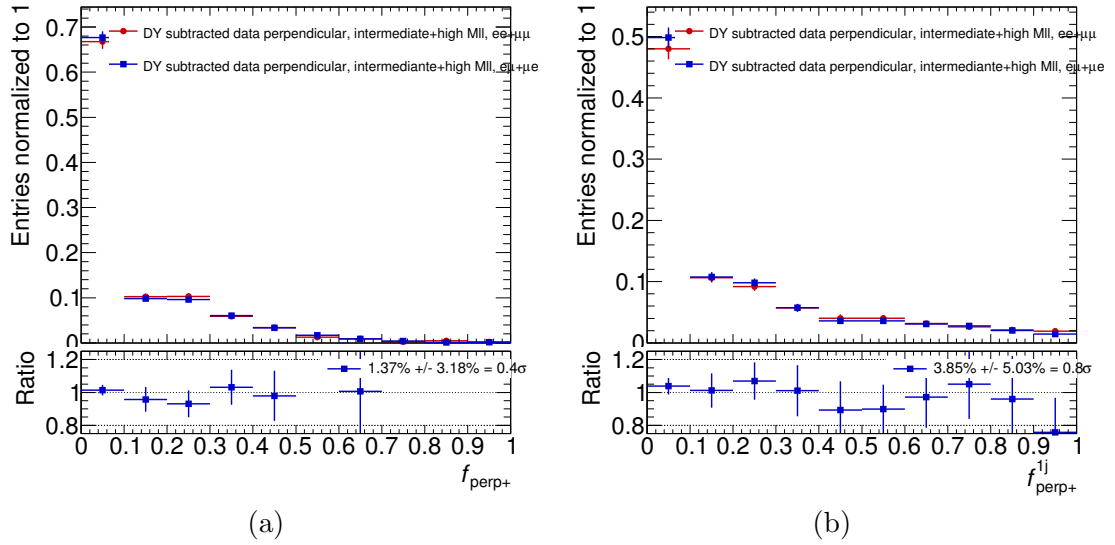 Entries normalized to 1
0.7
0.6
0.5
0.4
0.3
0.2
0.1
0
DY subtracted data perpendicular, intermediate+high Mll, ee+μμ
DY subtracted data perpendicular, intermediante+high Mll, eμ+μe
Ratio
1.2
1
0.8
1.37% +/- 3.18% = 0.4σ
0 0.1 0.2 0.3 0.4 0.5 0.6 0.7 0.8 0.9 1
f perp+
(a)
Entries normalized to 1
0.5
0.4
0.3
0.2
0.1
0
DY subtracted data perpendicular, intermediate+high Mll, ee+μμ
DY subtracted data perpendicular, intermediante+high Mll, eμ+μe
Ratio
1.2
1
0.8
3.85% +/- 5.03% = 0.8σ
0 0.1 0.2 0.3 0.4 0.5 0.6 0.7 0.8 0.9 1
f 1j perp+
(b)